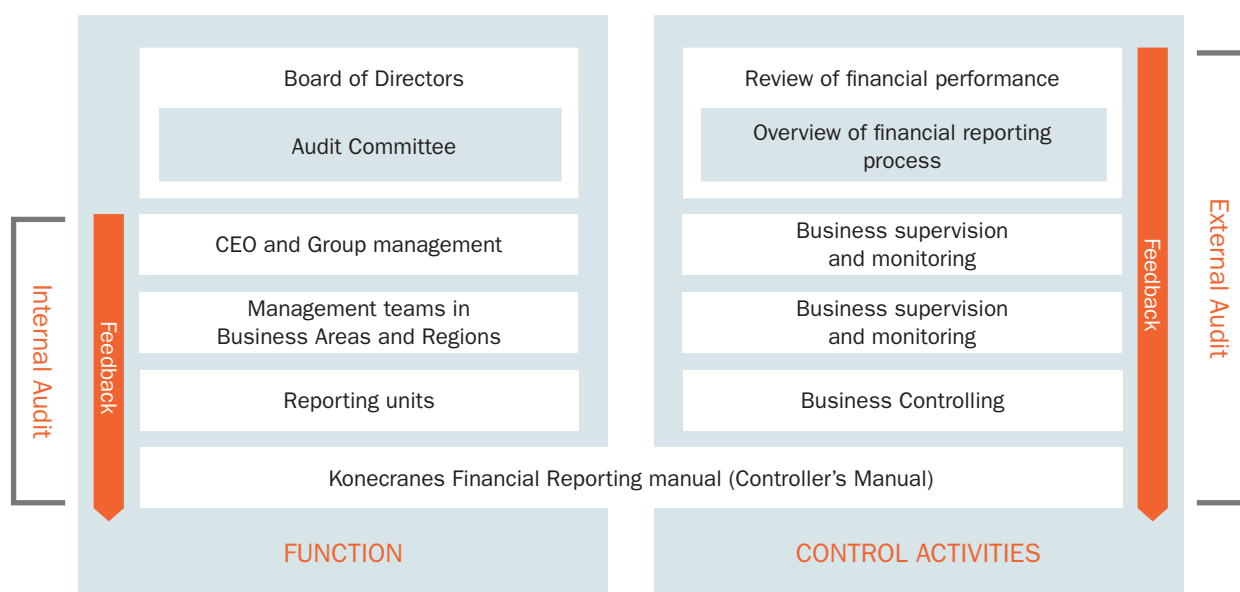 Board of Directors
Audit Committee
CEO and Group management
Management teams in
Business Areas and Regions
Reporting units
Internal Audit
Feedback
Review of financial performance
Overview of financial reporting
process
Business supervision
and monitoring
Business supervision
and monitoring
Business Controlling
Feedback
External Audit
Konecranes Financial Reporting manual (Controller's Manual)
FUNCTION
CONTROL ACTIVITIES